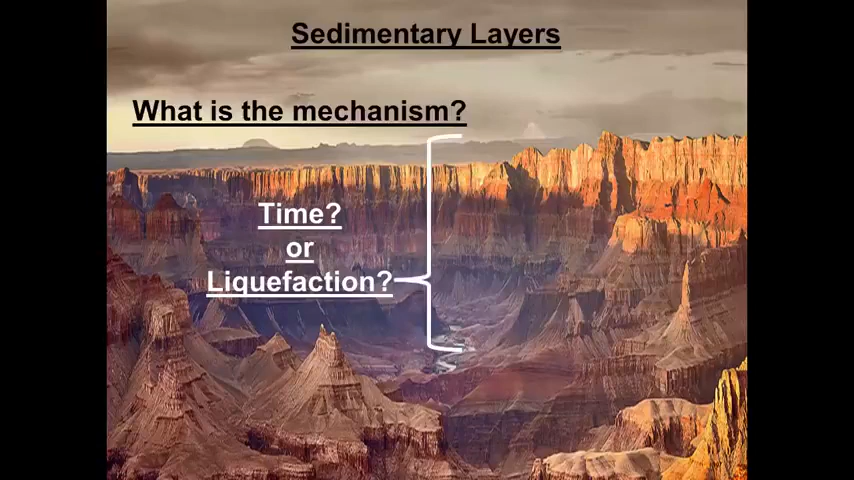 Sedimentary Layers
What is the mechanism?
Time?
or
Liquefaction?